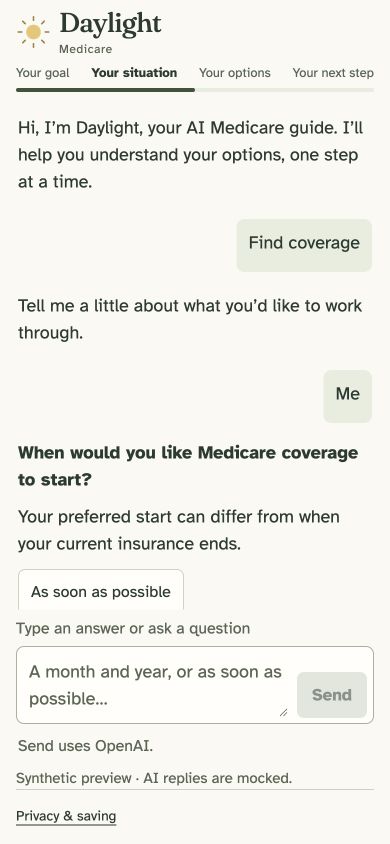 Daylight
Medicare
Your goal Your situation Your options Your next step
Hi, I’m Daylight, your AI Medicare guide. I’ll
help you understand your options, one step
at a time.
Find coverage
Tell me a little about what you’d like to work
through.
Me
When would you like Medicare coverage
to start?
Your preferred start can differ from when
your current insurance ends.
As soon as possible
Type an answer or ask a question
A month and year, or as soon as
possible…
Send
Send uses OpenAI.
Synthetic preview · AI replies are mocked.
Privacy & saving